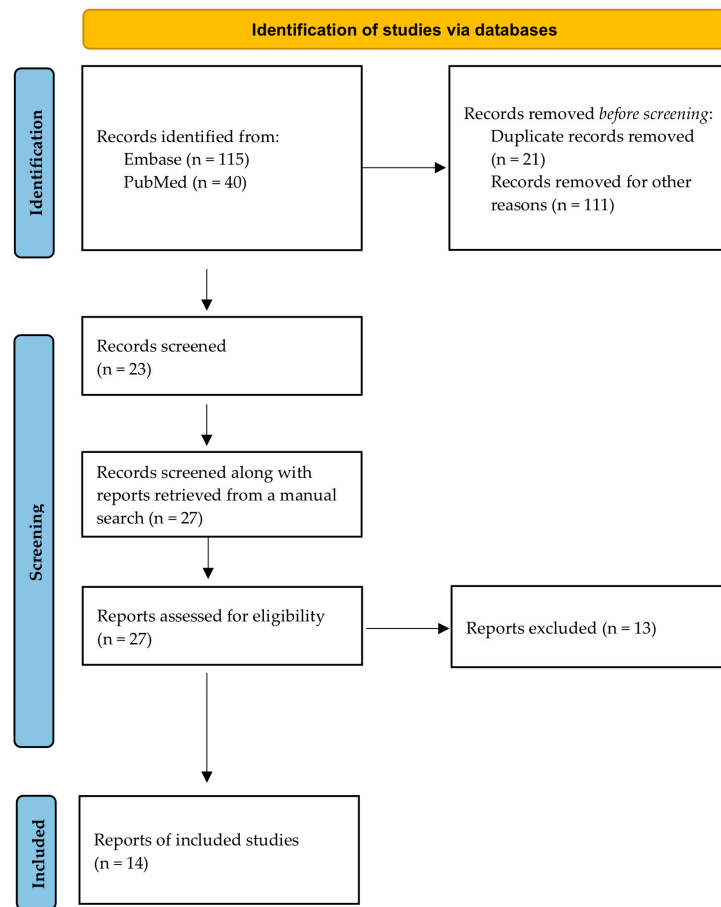 Identification of studies via databases
Identification
Records identified from:
Embase (n = 115)
PubMed (n = 40)
Records removed before screening:
Duplicate records removed
(n = 21)
Records removed for other
reasons (n = 111)
Screening
Records screened
(n = 23)
Records screened along with
reports retrieved from a manual
search (n = 27)
Reports assessed for eligibility
(n = 27)
Reports excluded (n = 13)
Included
Reports of included studies
(n = 14)